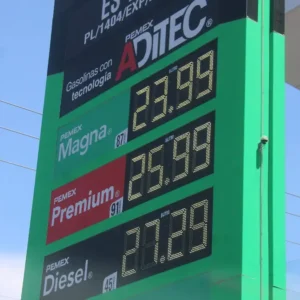 ES
PL/1404/EXP/
PEMEX
Gasolinas con
tecnología
ADITEC
PEMEX
Magna 87
23.99
PEMEX
Premium 91
25.99
PEMEX
Diesel 45
27.29